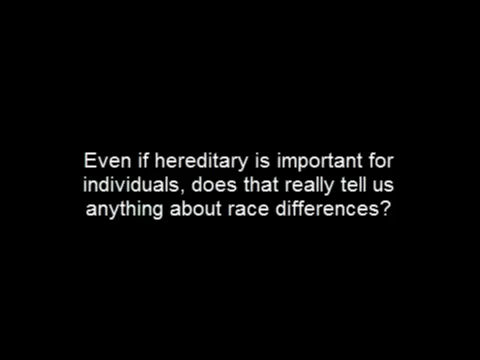 Even if hereditary is important for
individuals, does that really tell us
anything about race differences?